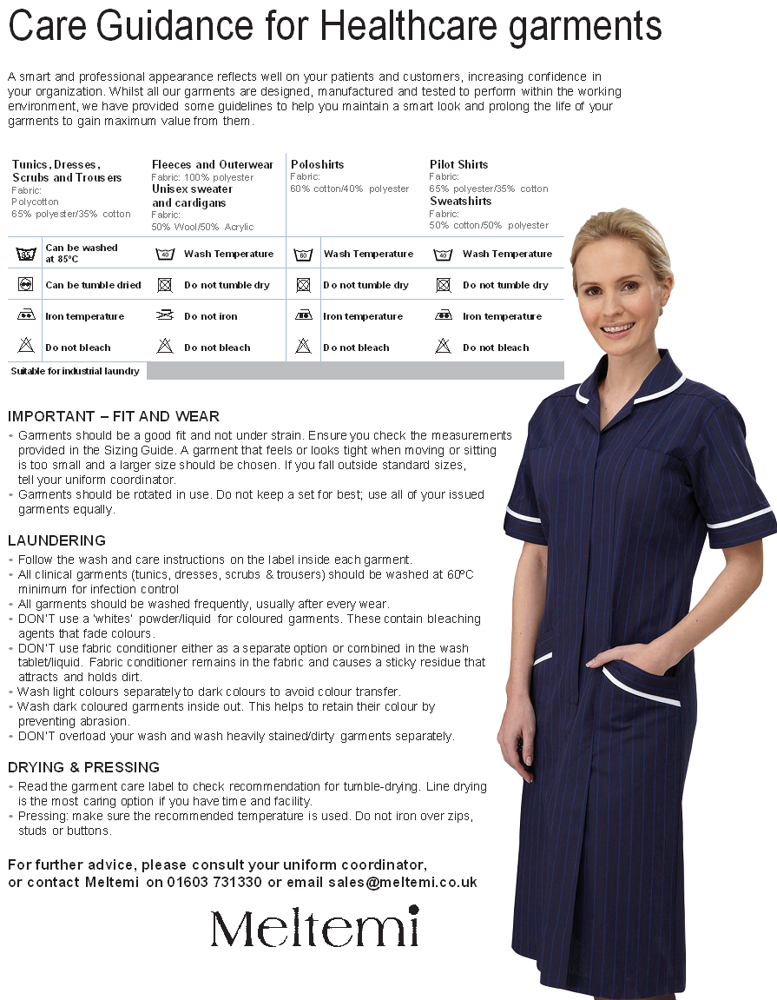 Care Guidance for Healthcare garments
A smart and professional appearance reflects well on your patients and customers, increasing confidence in
your organization. Whilst all our garments are designed, manufactured and tested to perform within the working
environment, we have provided some guidelines to help you maintain a smart look and prolong the life of your
garments to gain maximum value from them.
Tunics, Dresses,
Scrubs and Trousers
Fabric:
Polycotton
65% polyester/35% cotton
Fleeces and Outerwear
Fabric: 100% polyester
Unisex sweater
and cardigans
Fabric:
50% Wool/50% Acrylic
Poloshirts
Fabric:
60% cotton/40% polyester
Pilot Shirts
Fabric:
65% polyester/35% cotton
Sweatshirts
Fabric:
50% cotton/50% polyester
85 Can be washed
at 85ºC
40 Wash Temperature
60 Wash Temperature
40 Wash Temperature
Can be tumble dried
Do not tumble dry
Do not tumble dry
Do not tumble dry
Iron temperature
Do not iron
Iron temperature
Iron temperature
Do not bleach
Do not bleach
Do not bleach
Do not bleach
Suitable for industrial laundry
IMPORTANT – FIT AND WEAR
• Garments should be a good fit and not under strain. Ensure you check the measurements
provided in the Sizing Guide. A garment that feels or looks tight when moving or sitting
is too small and a larger size should be chosen. If you fall outside standard sizes,
tell your uniform coordinator.
• Garments should be rotated in use. Do not keep a set for best; use all of your issued
garments equally.
LAUNDERING
• Follow the wash and care instructions on the label inside each garment.
• All clinical garments (tunics, dresses, scrubs & trousers) should be washed at 60ºC
minimum for infection control
• All garments should be washed frequently, usually after every wear.
• DON'T use a 'whites' powder/liquid for coloured garments. These contain bleaching
agents that fade colours.
• DON'T use fabric conditioner either as a separate option or combined in the wash
tablet/liquid. Fabric conditioner remains in the fabric and causes a sticky residue that
attracts and holds dirt.
• Wash light colours separately to dark colours to avoid colour transfer.
• Wash dark coloured garments inside out. This helps to retain their colour by
preventing abrasion.
• DON'T overload your wash and wash heavily stained/dirty garments separately.
DRYING & PRESSING
• Read the garment care label to check recommendation for tumble-drying. Line drying
is the most caring option if you have time and facility.
• Pressing: make sure the recommended temperature is used. Do not iron over zips,
studs or buttons.
For further advice, please consult your uniform coordinator,
or contact Meltemi on 01603 731330 or email sales@meltemi.co.uk
Meltemi